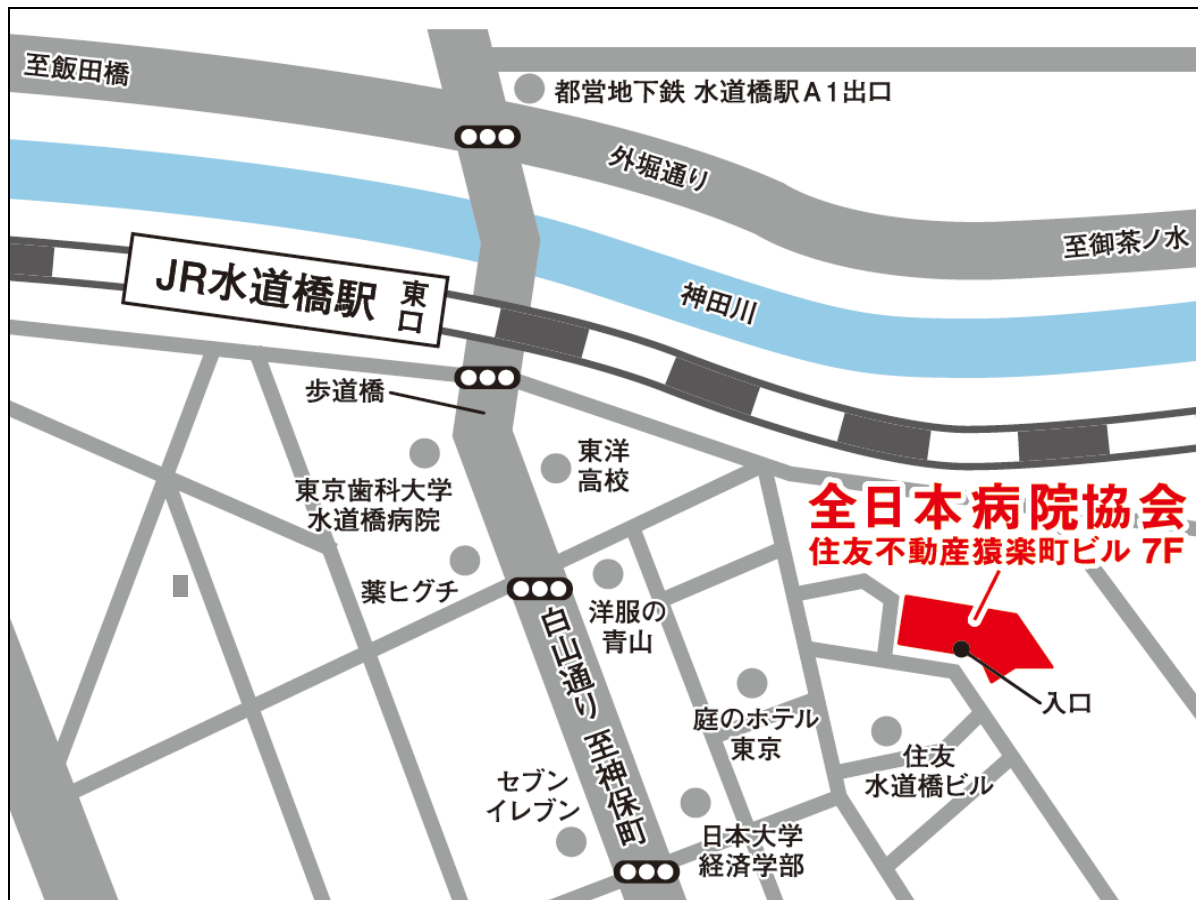 至飯田橋
都営地下鉄 水道橋駅A1出口
外堀通り
至御茶ノ水
JR水道橋駅
東口
神田川
歩道橋
東洋
高校
東京歯科大学
水道橋病院
全日本病院協会
住友不動産猿楽町ビル 7F
薬ヒグチ
洋服の
青山
白山通り 至神保町
入口
庭のホテル
東京
住友
水道橋ビル
セブン
イレブン
日本大学
経済学部